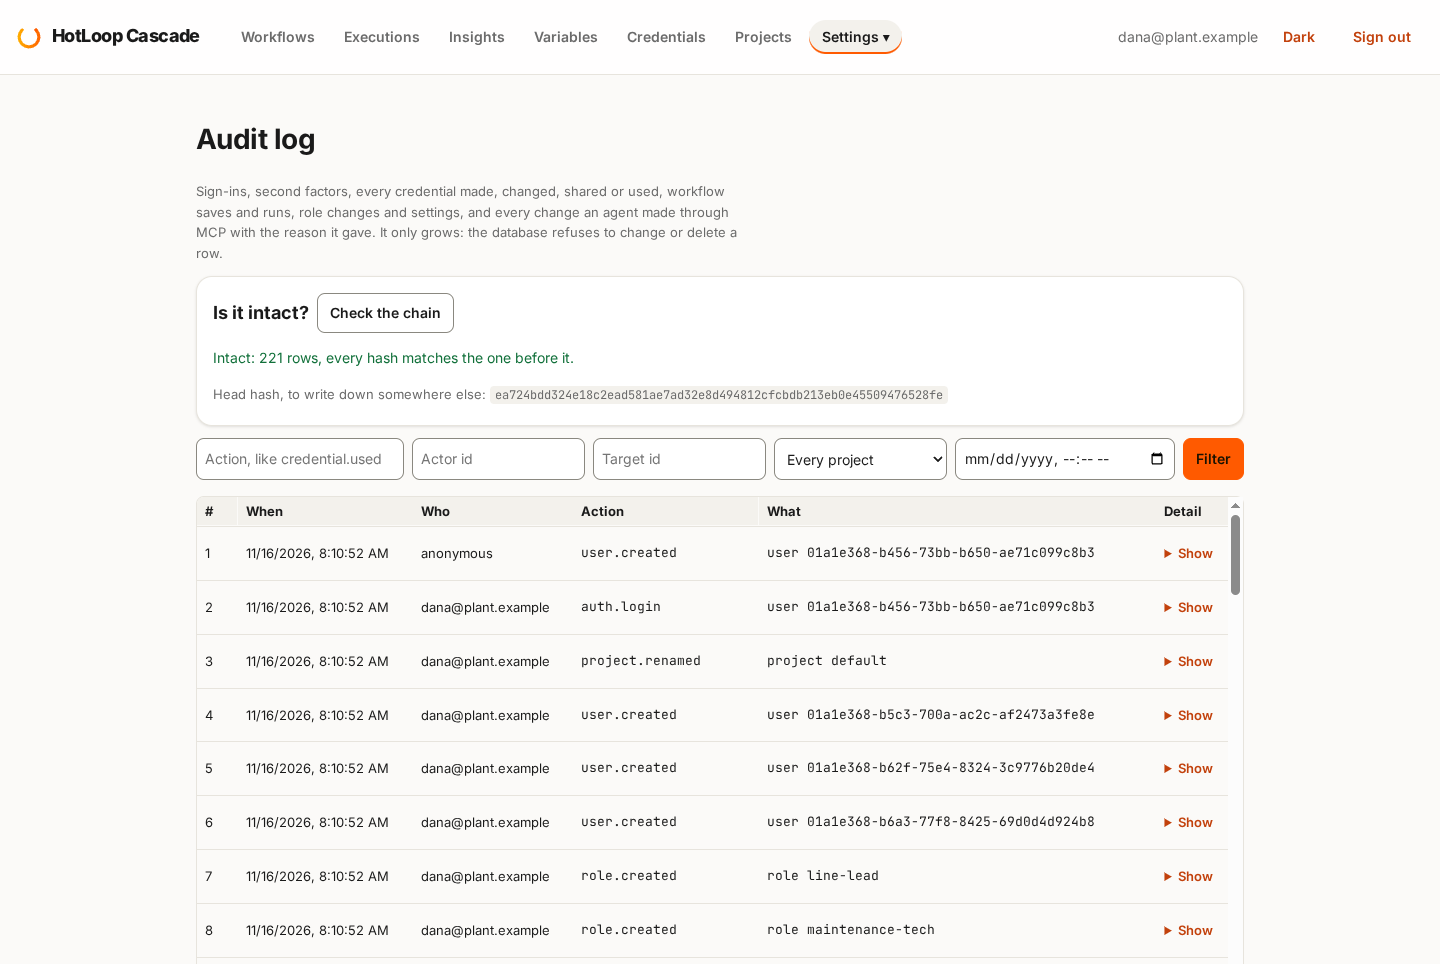 HotLoop Cascade Workflows Executions Insights Variables Credentials Projects Settings ▾ dana@plant.example Dark Sign out
Audit log
Sign-ins, second factors, every credential made, changed, shared or used, workflow
saves and runs, role changes and settings, and every change an agent made through
MCP with the reason it gave. It only grows: the database refuses to change or delete a
row.
Is it intact? Check the chain
Intact: 221 rows, every hash matches the one before it.
Head hash, to write down somewhere else: ea724bdd324e18c2ead581ae7ad32e8d494812cfcbdb213eb0e45509476528fe
Action, like credential.used Actor id Target id Every project mm/dd/yyyy, --:-- -- Filter
# When Who Action What Detail
1 11/16/2026, 8:10:52 AM anonymous user.created user 01a1e368-b456-73bb-b650-ae71c099c8b3 ▶ Show
2 11/16/2026, 8:10:52 AM dana@plant.example auth.login user 01a1e368-b456-73bb-b650-ae71c099c8b3 ▶ Show
3 11/16/2026, 8:10:52 AM dana@plant.example project.renamed project default ▶ Show
4 11/16/2026, 8:10:52 AM dana@plant.example user.created user 01a1e368-b5c3-700a-ac2c-af2473a3fe8e ▶ Show
5 11/16/2026, 8:10:52 AM dana@plant.example user.created user 01a1e368-b62f-75e4-8324-3c9776b20de4 ▶ Show
6 11/16/2026, 8:10:52 AM dana@plant.example user.created user 01a1e368-b6a3-77f8-8425-69d0d4d924b8 ▶ Show
7 11/16/2026, 8:10:52 AM dana@plant.example role.created role line-lead ▶ Show
8 11/16/2026, 8:10:52 AM dana@plant.example role.created role maintenance-tech ▶ Show